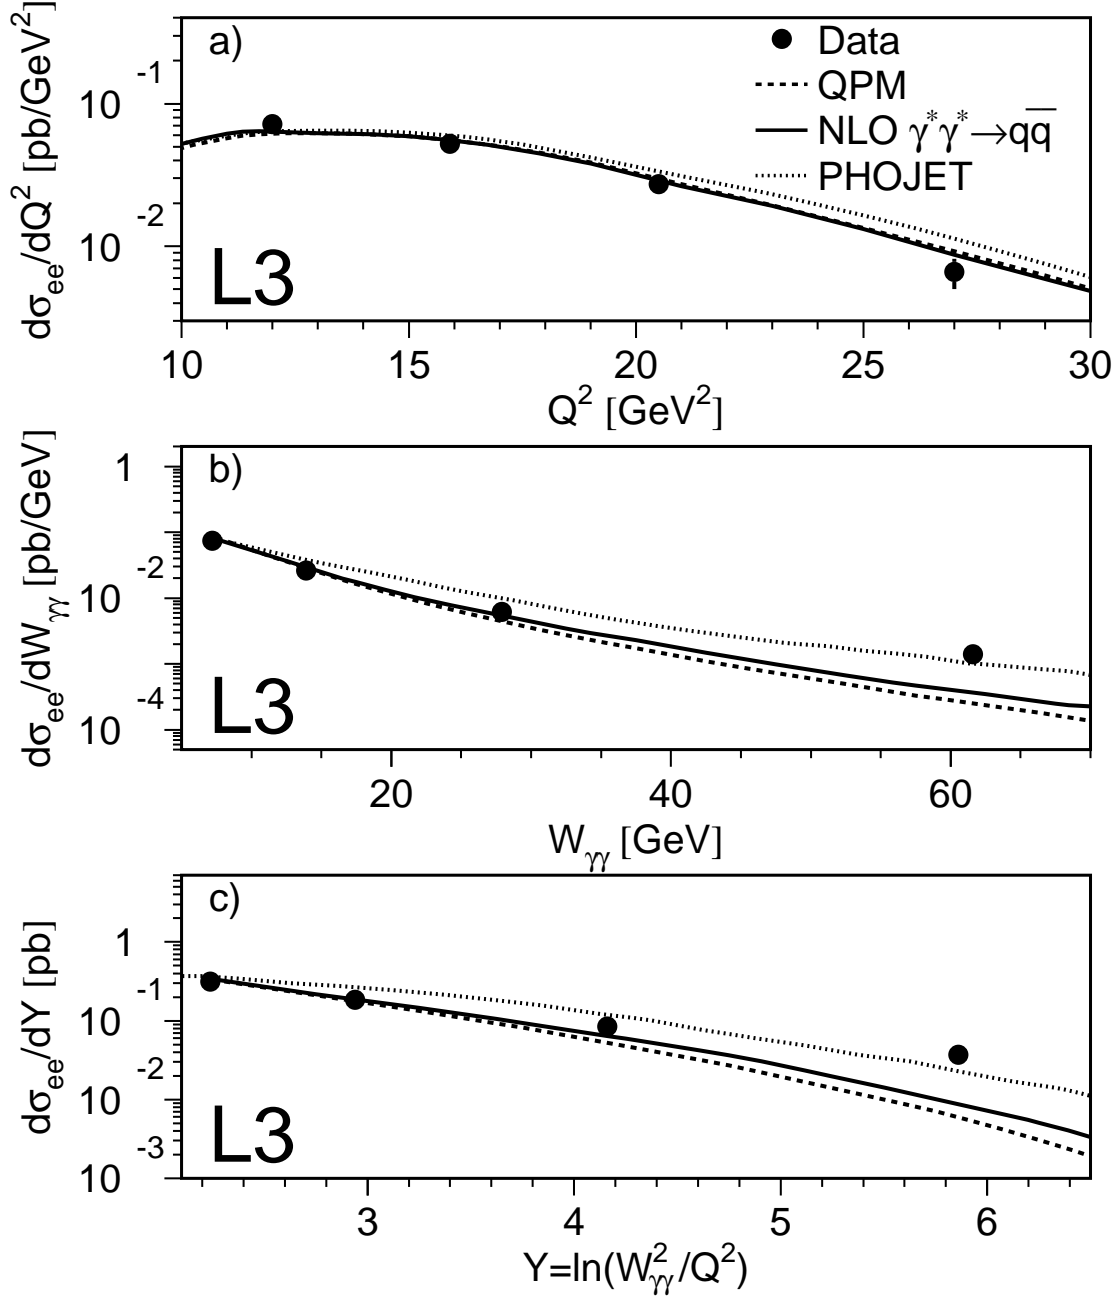 a)
Data
QPM
NLO γ*γ*→qq̅
PHOJET
10⁻¹
10⁻²
dσee/dQ² [pb/GeV²]
L3
10 15 20 25 30
Q² [GeV²]
b)
1
10⁻²
10⁻⁴
dσee/dWγγ [pb/GeV]
L3
20 40 60
Wγγ [GeV]
c)
1
10⁻¹
10⁻²
10⁻³
dσee/dY [pb]
L3
3 4 5 6
Y=ln(W²γγ/Q²)